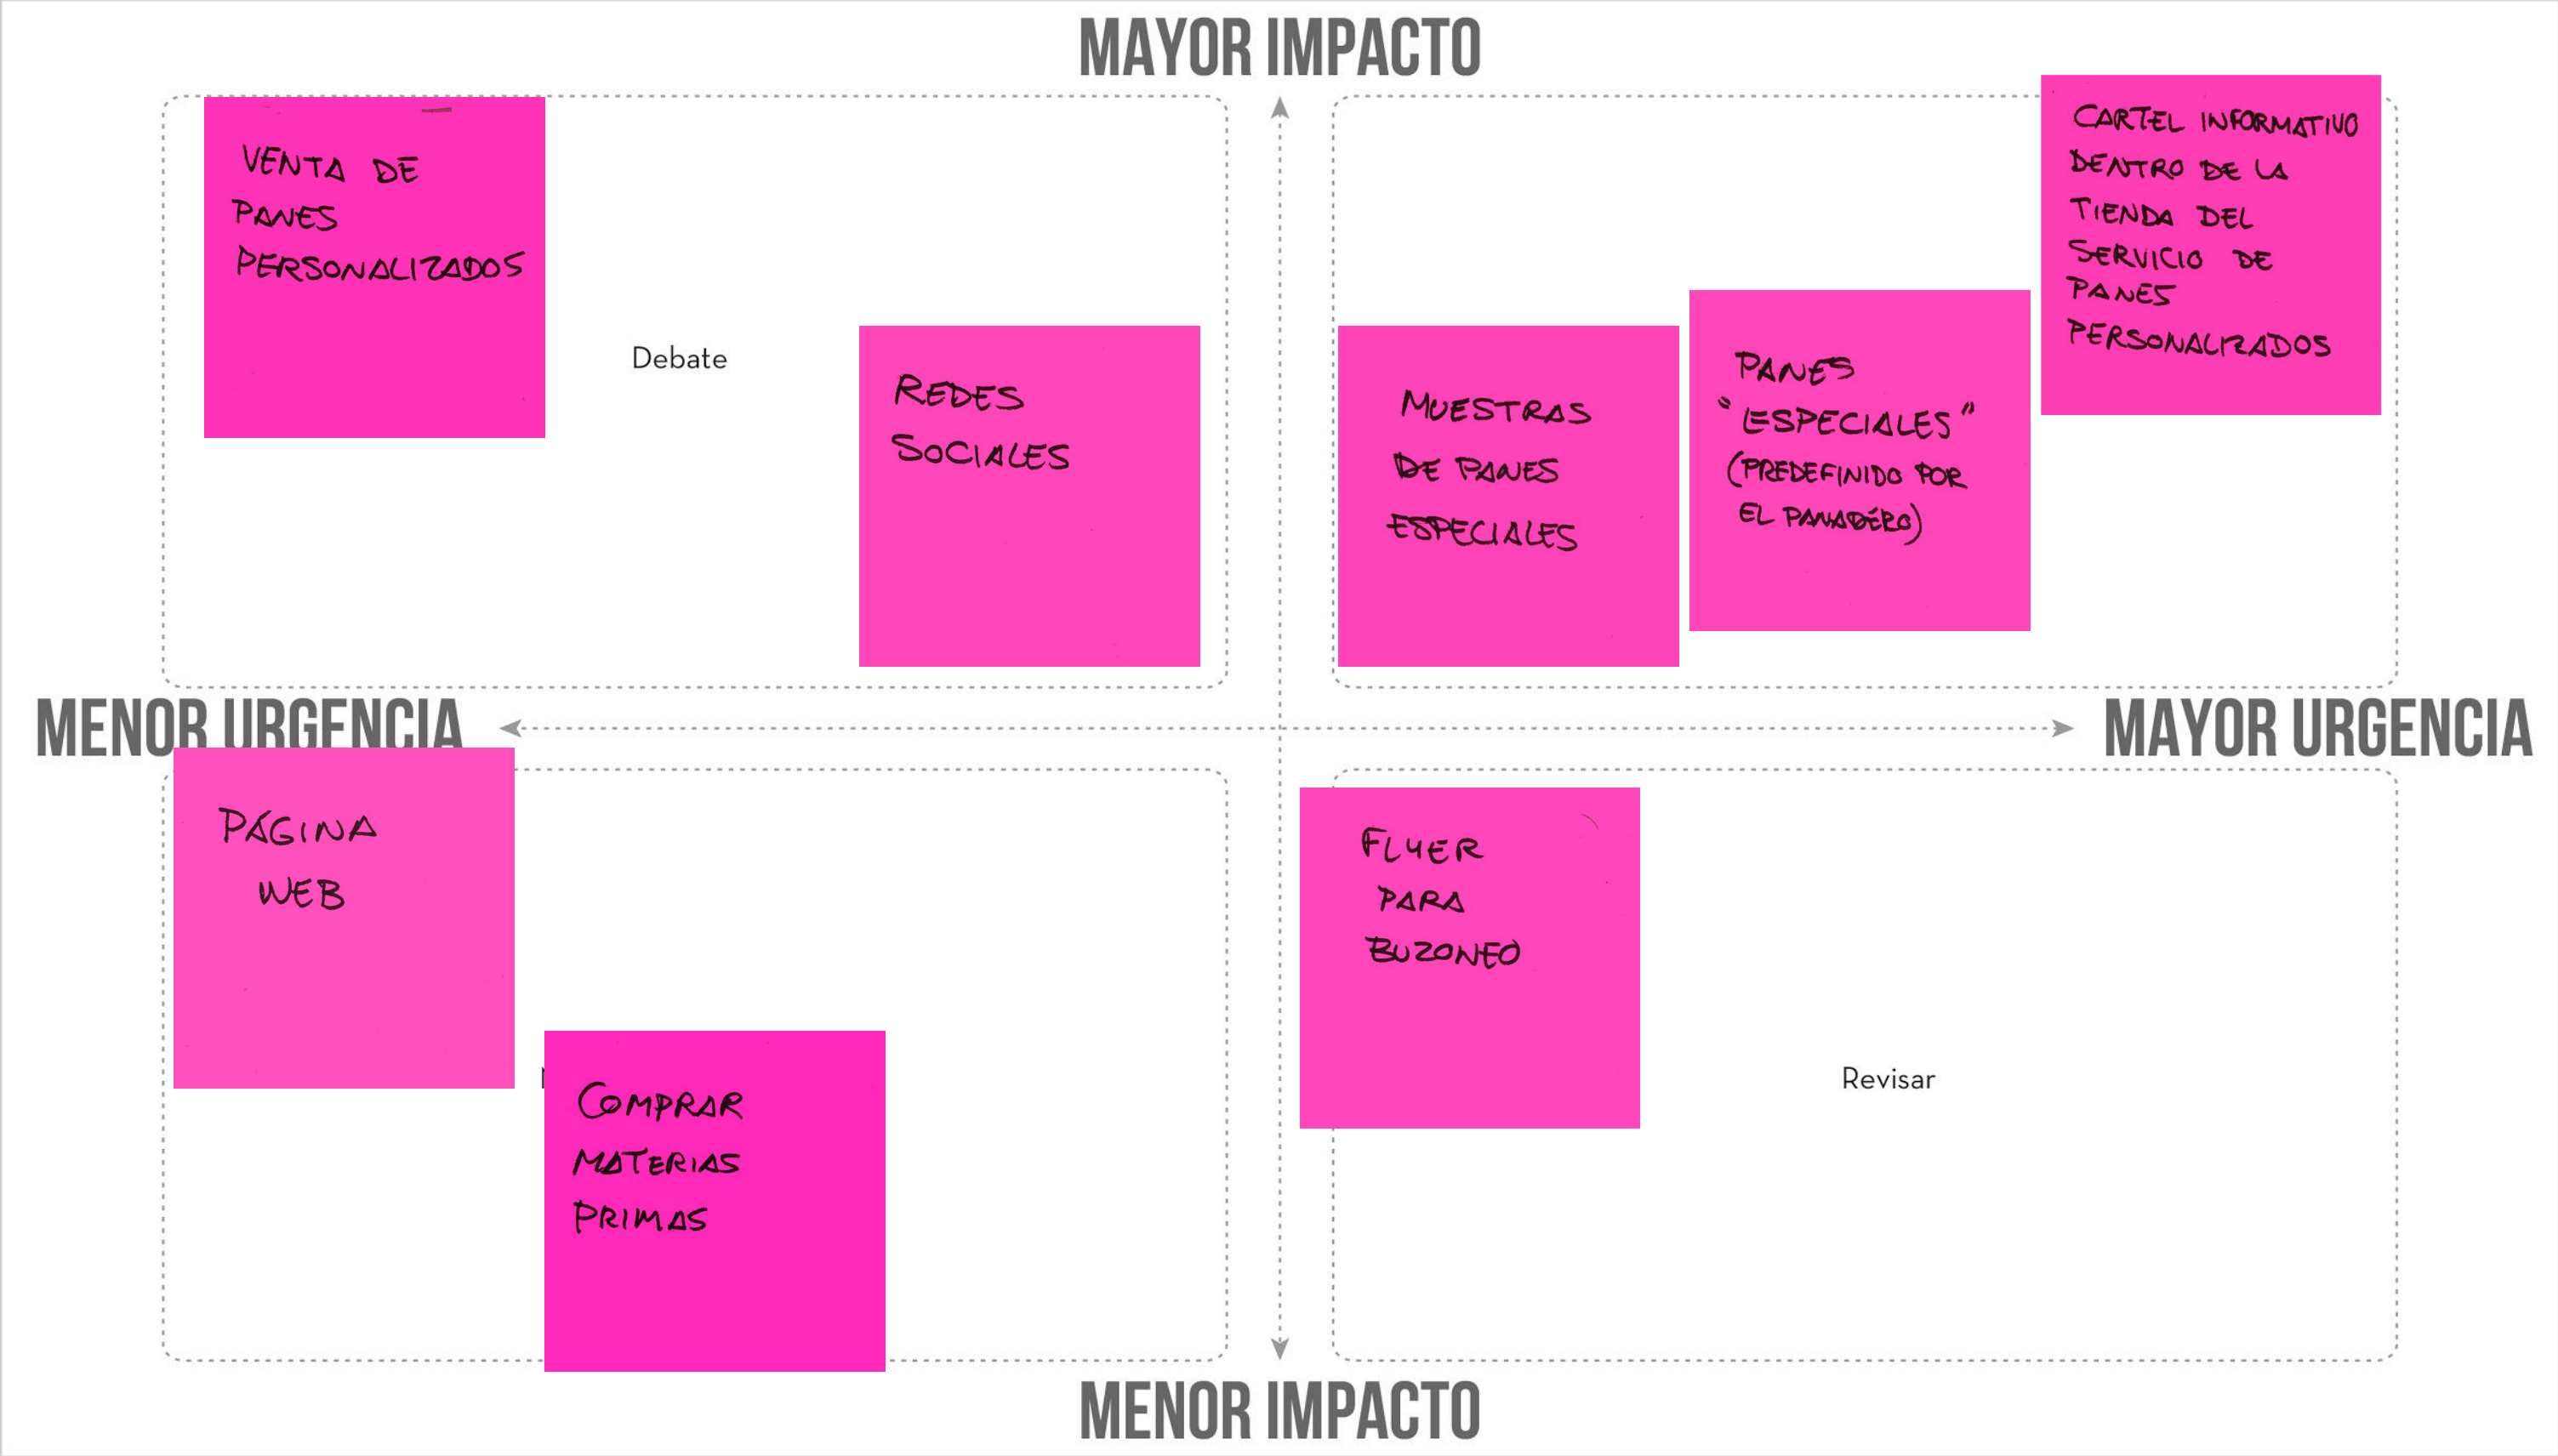 MAYOR IMPACTO
VENTA DE
PANES
PERSONALIZADOS
Debate
REDES
SOCIALES
MUESTRAS
DE PANES
ESPECIALES
PANES
"ESPECIALES"
(PREDEFINIDO POR
EL PANADERO)
CARTEL INFORMATIVO
DENTRO DE LA
TIENDA DEL
SERVICIO DE
PANES
PERSONALIZADOS
MENOR URGENCIA
MAYOR URGENCIA
PÁGINA
WEB
COMPRAR
MATERIAS
PRIMAS
FLYER
PARA
BUZONEO
Revisar
MENOR IMPACTO